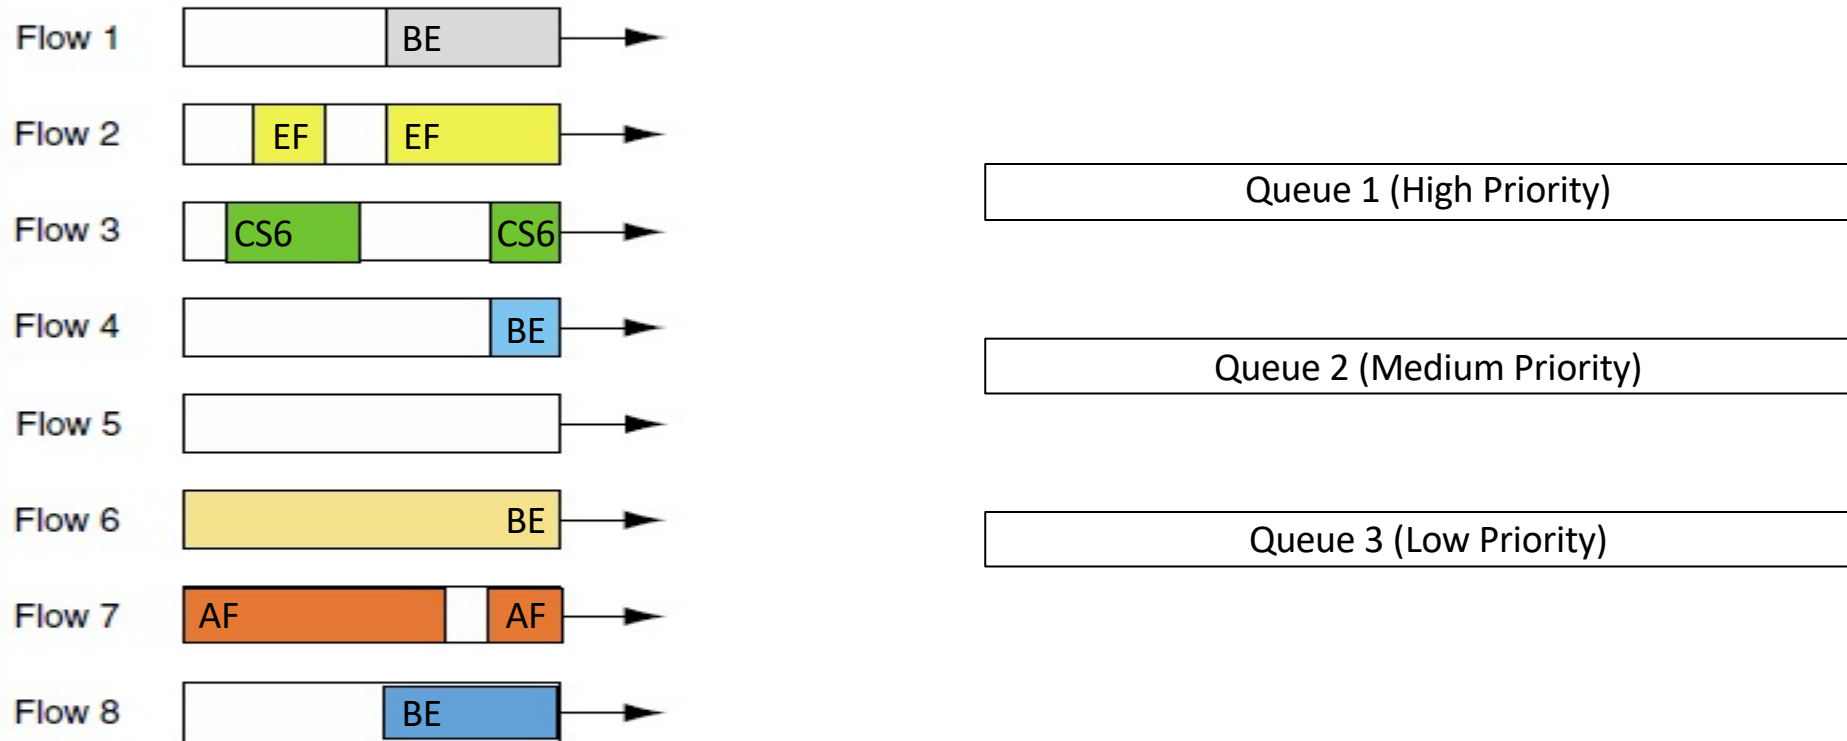 Flow 1 BE
Flow 2 EF EF
Queue 1 (High Priority)
Flow 3 CS6 CS6
Flow 4 BE
Queue 2 (Medium Priority)
Flow 5
Flow 6 BE
Queue 3 (Low Priority)
Flow 7 AF AF
Flow 8 BE